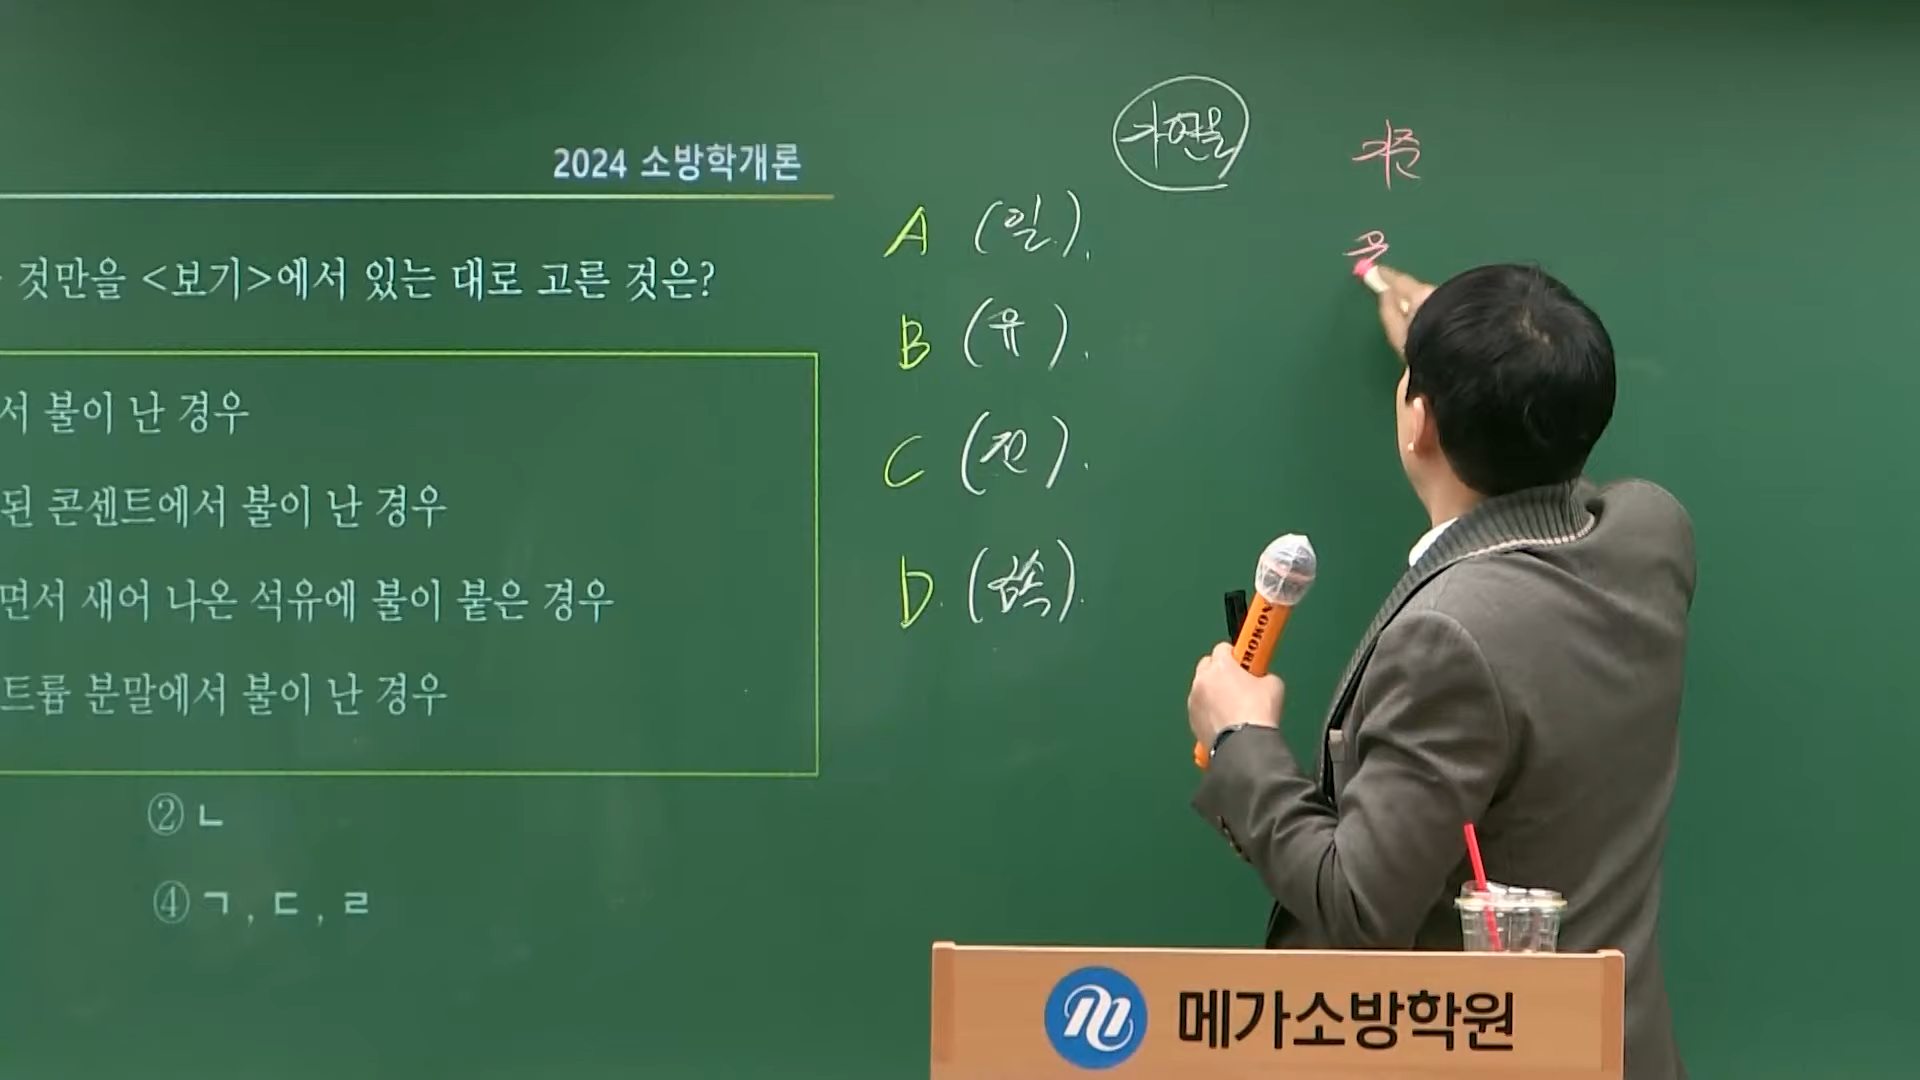 2024 소방학개론
것만을 <보기>에서 있는 대로 고른 것은?
서 불이 난 경우
된 콘센트에서 불이 난 경우
면서 새어 나온 석유에 불이 붙은 경우
트륨 분말에서 불이 난 경우
② ㄴ
④ ㄱ, ㄷ, ㄹ
가연물
기준
A (일).
B (유).
C (전).
D. (금속).
메가소방학원